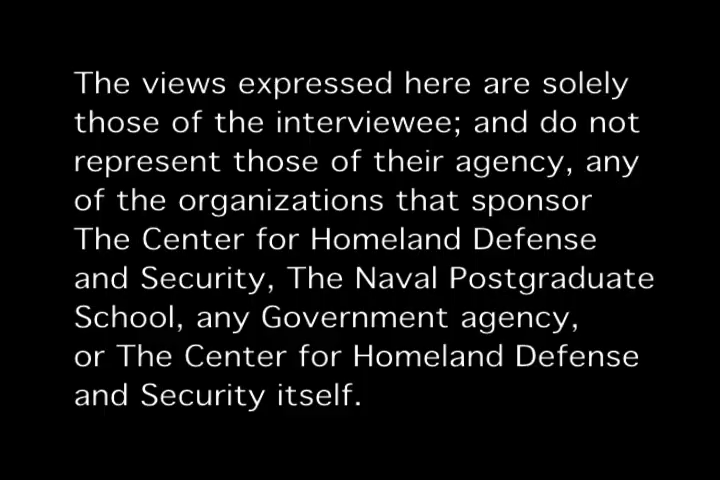 The views expressed here are solely
those of the interviewee; and do not
represent those of their agency, any
of the organizations that sponsor
The Center for Homeland Defense
and Security, The Naval Postgraduate
School, any Government agency,
or The Center for Homeland Defense
and Security itself.